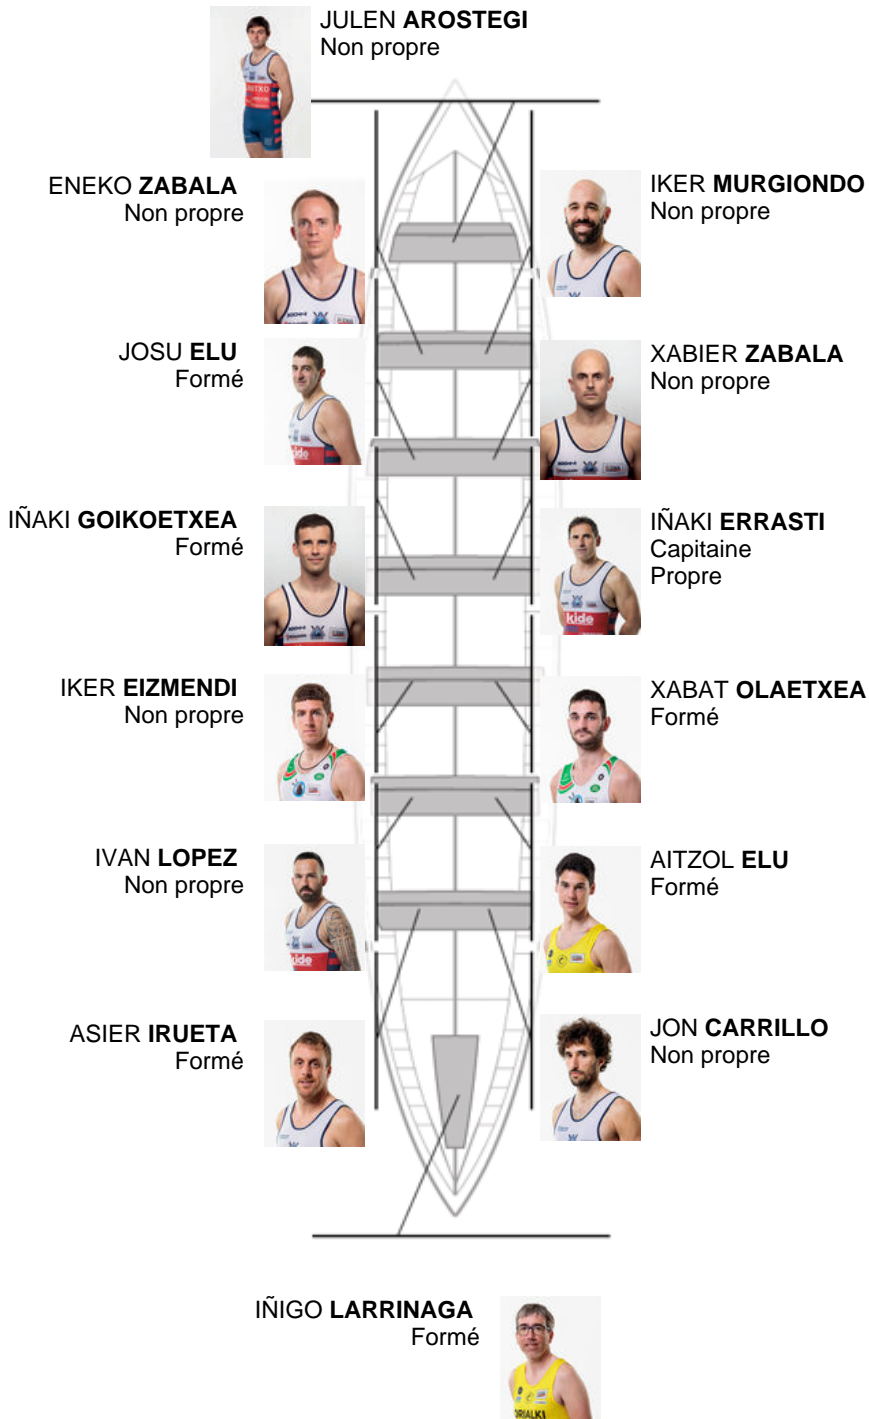 JULEN AROSTEGI
Non propre
ENEKO ZABALA
Non propre
IKER MURGIONDO
Non propre
JOSU ELU
Formé
XABIER ZABALA
Non propre
IÑAKI GOIKOETXEA
Formé
IÑAKI ERRASTI
Capitaine
Propre
kide
IKER EIZMENDI
Non propre
XABAT OLAETXEA
Formé
IVAN LOPEZ
Non propre
AITZOL ELU
Formé
ASIER IRUETA
Formé
JON CARRILLO
Non propre
IÑIGO LARRINAGA
Formé